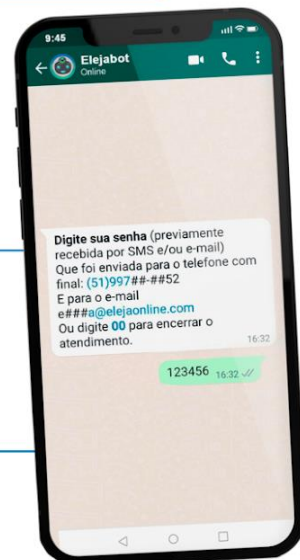 9:45
Elejabot
Online
Digite sua senha (previamente
recebida por SMS e/ou e-mail)
Que foi enviada para o telefone com
final: (51)997##-##52
E para o e-mail
e###a@elejaonline.com
Ou digite 00 para encerrar o
atendimento.
16:32
123456 16:32